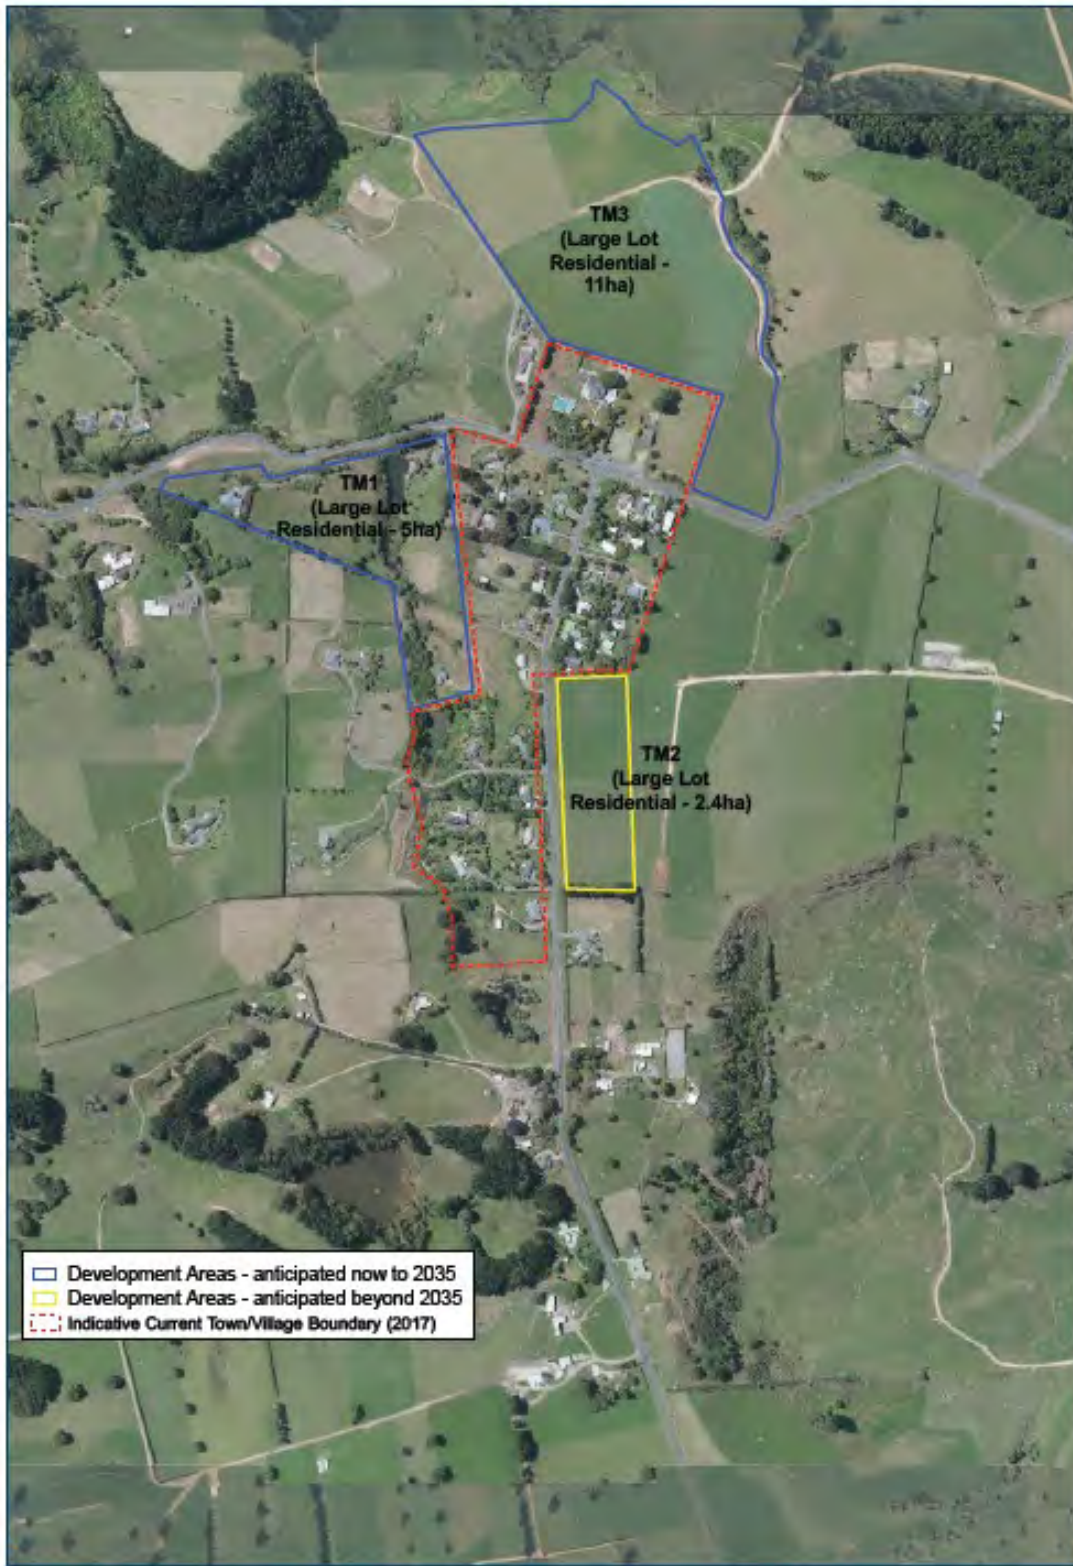 TM3
(Large Lot
Residential -
11ha)
TM1
(Large Lot
Residential - 5ha)
TM2
(Large Lot
Residential - 2.4ha)
Development Areas - anticipated now to 2035
Development Areas - anticipated beyond 2035
Indicative Current Town/Village Boundary (2017)